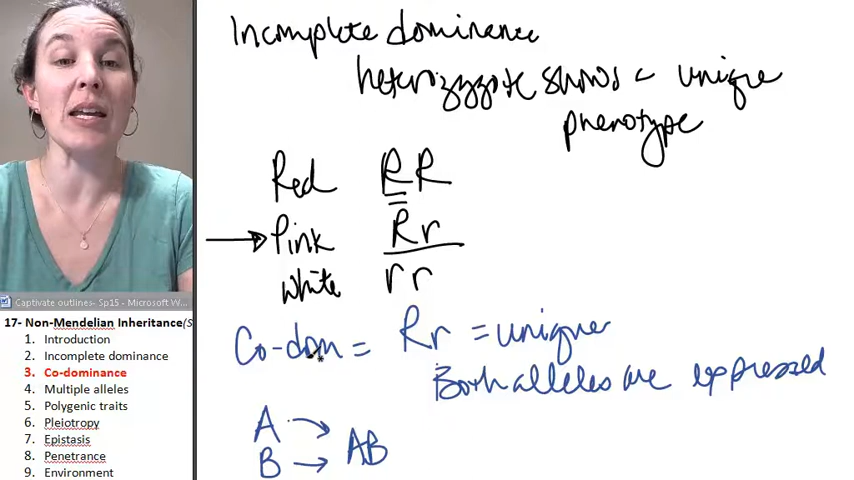 Incomplete dominance
heterozygote shows a unique
phenotype
Red RR
Pink Rr
White rr
Co-dom = Rr = unique
Both alleles are expressed
A → AB
B →
Captivate outlines- Sp15 - Microsoft W...
17- Non-Mendelian Inheritance(S
1. Introduction
2. Incomplete dominance
3. Co-dominance
4. Multiple alleles
5. Polygenic traits
6. Pleiotropy
7. Epistasis
8. Penetrance
9. Environment